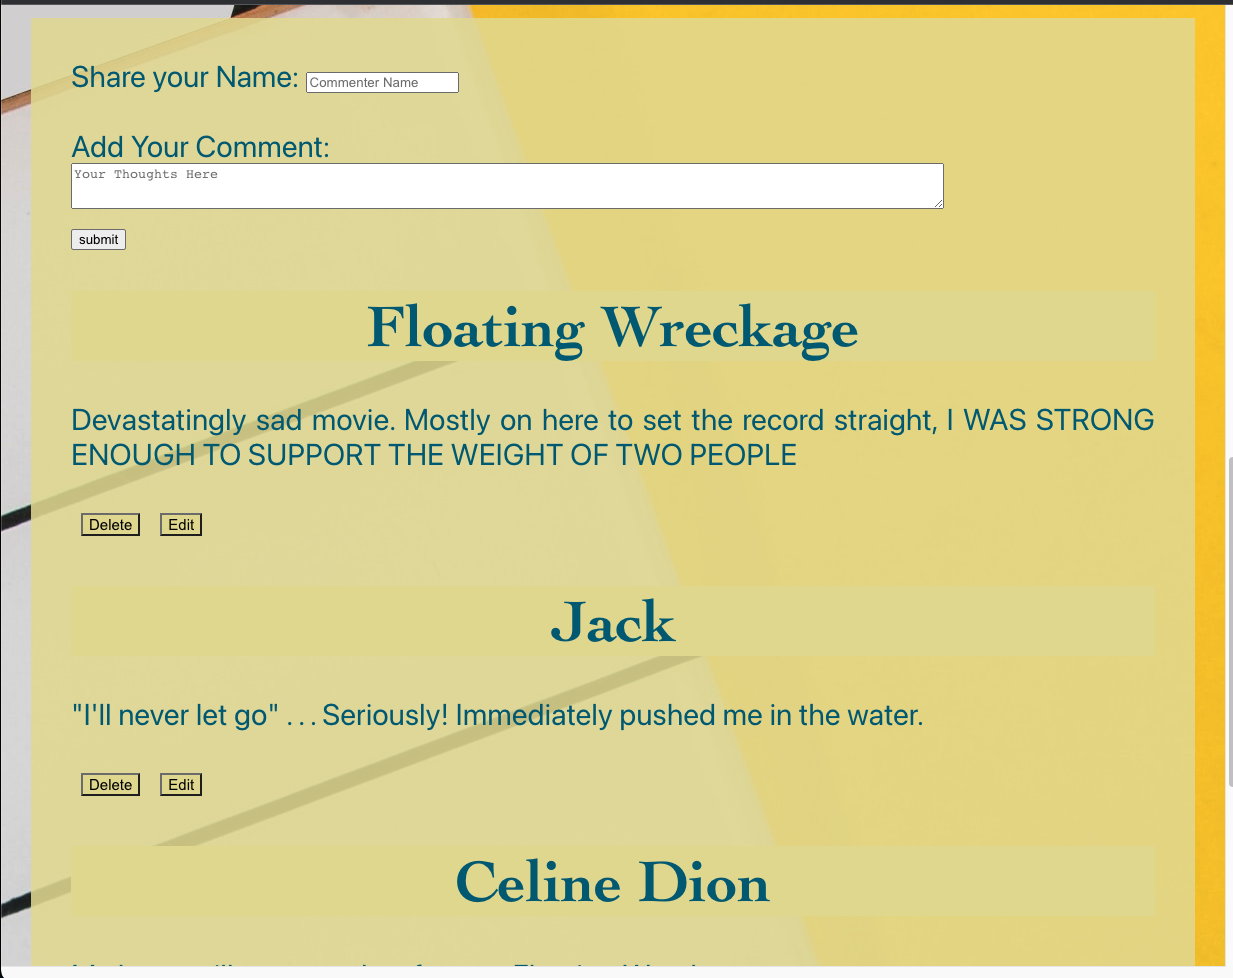 Share your Name: Commenter Name
Add Your Comment:
Your Thoughts Here
submit
Floating Wreckage
Devastatingly sad movie. Mostly on here to set the record straight, I WAS STRONG
ENOUGH TO SUPPORT THE WEIGHT OF TWO PEOPLE
Delete Edit
Jack
"I'll never let go" . . . Seriously! Immediately pushed me in the water.
Delete Edit
Celine Dion